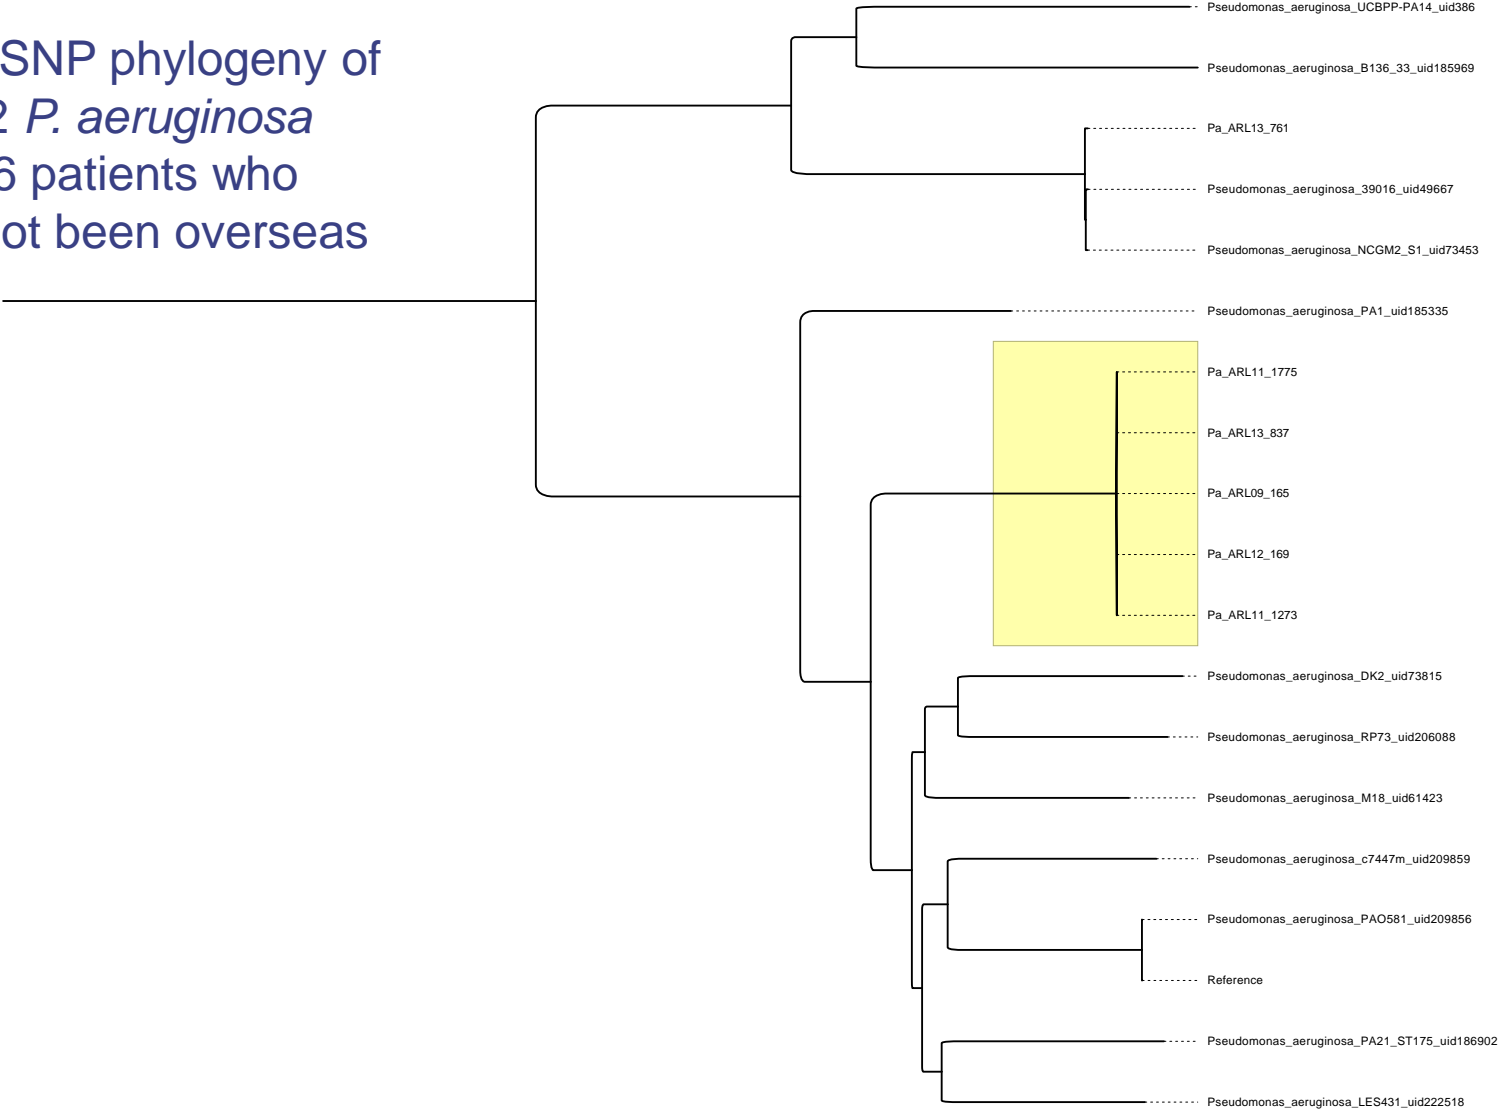 SNP phylogeny of
2 P. aeruginosa
6 patients who
ot been overseas
Pseudomonas_aeruginosa_UCBPP-PA14_uid386
Pseudomonas_aeruginosa_B136_33_uid185969
Pa_ARL13_761
Pseudomonas_aeruginosa_39016_uid49667
Pseudomonas_aeruginosa_NCGM2_S1_uid73453
Pseudomonas_aeruginosa_PA1_uid185335
Pa_ARL11_1775
Pa_ARL13_837
Pa_ARL09_165
Pa_ARL12_169
Pa_ARL11_1273
Pseudomonas_aeruginosa_DK2_uid73815
Pseudomonas_aeruginosa_RP73_uid206088
Pseudomonas_aeruginosa_M18_uid61423
Pseudomonas_aeruginosa_c7447m_uid209859
Pseudomonas_aeruginosa_PAO581_uid209856
Reference
Pseudomonas_aeruginosa_PA21_ST175_uid186902
Pseudomonas_aeruginosa_LES431_uid222518